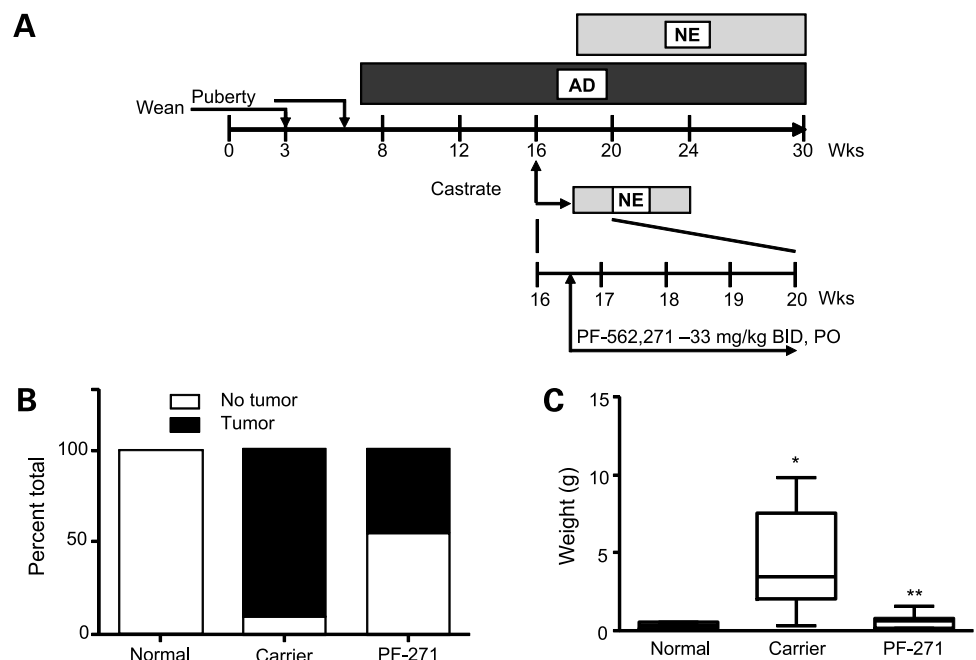 A
NE
AD
Puberty
Wean
0 3 8 12 16 20 24 30 Wks
Castrate
NE
16 17 18 19 20 Wks
PF-562,271 –33 mg/kg BID, PO
B
No tumor
Tumor
Percent total
100
50
0
Normal Carrier PF-271
C
Weight (g)
15
10
5
0
*
**
Normal Carrier PF-271